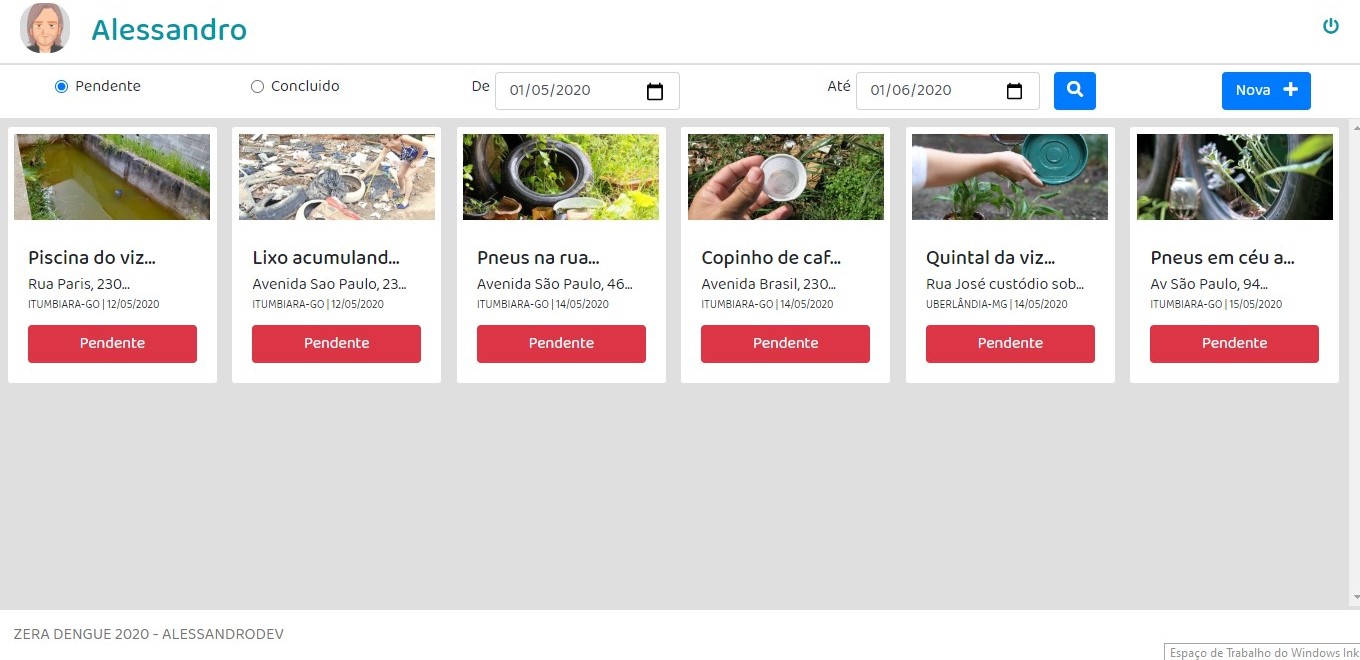 Alessandro
Pendente
Concluido
De 01/05/2020
Até 01/06/2020
Nova
Piscina do viz...
Rua Paris, 230...
ITUMBIARA-GO | 12/05/2020
Pendente
Lixo acumuland...
Avenida Sao Paulo, 23...
ITUMBIARA-GO | 12/05/2020
Pendente
Pneus na rua...
Avenida São Paulo, 46...
ITUMBIARA-GO | 14/05/2020
Pendente
Copinho de caf...
Avenida Brasil, 230...
ITUMBIARA-GO | 14/05/2020
Pendente
Quintal da viz...
Rua José custódio sob...
UBERLÂNDIA-MG | 14/05/2020
Pendente
Pneus em céu a...
Av São Paulo, 94...
ITUMBIARA-GO | 15/05/2020
Pendente
ZERA DENGUE 2020 - ALESSANDRODEV
Espaço de Trabalho do Windows Ink